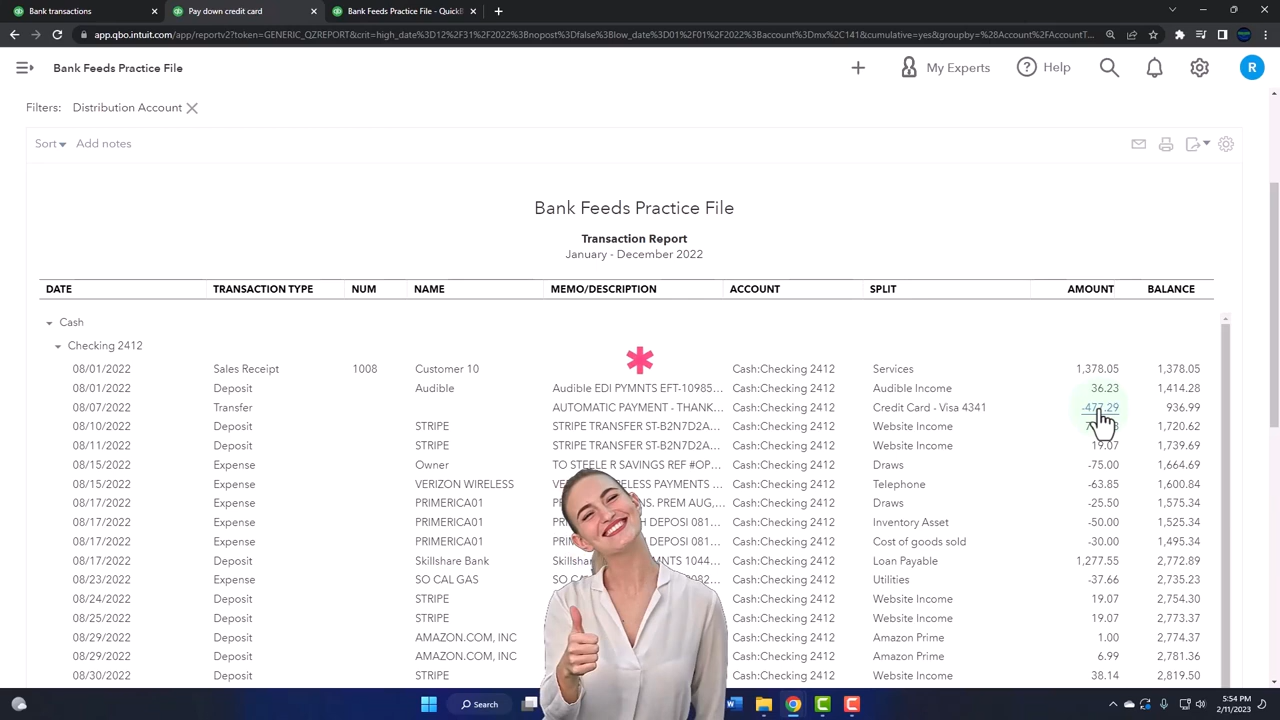 Bank transactions Pay down credit card Bank Feeds Practice File - QuickB
app.qbo.intuit.com/app/reportv2?token=GENERIC_QZREPORT&crit=high_date%3D12%2F31%2F2022%3Bnopost%3Dfalse%3Blow_date%3D01%2F01%2F2022%3Baccount%3Dmx%2C141&cumulative=yes&groupby=%28Account%2FAccountT...
Bank Feeds Practice File My Experts Help R
Filters: Distribution Account
Sort Add notes
Bank Feeds Practice File
Transaction Report
January - December 2022
DATE TRANSACTION TYPE NUM NAME MEMO/DESCRIPTION ACCOUNT SPLIT AMOUNT BALANCE
Cash
Checking 2412
08/01/2022 Sales Receipt 1008 Customer 10 Cash:Checking 2412 Services 1,378.05 1,378.05
08/01/2022 Deposit Audible Audible EDI PYMNTS EFT-10985... Cash:Checking 2412 Audible Income 36.23 1,414.28
08/07/2022 Transfer AUTOMATIC PAYMENT - THANK... Cash:Checking 2412 Credit Card - Visa 4341 -477.29 936.99
08/10/2022 Deposit STRIPE STRIPE TRANSFER ST-B2N7D2A... Cash:Checking 2412 Website Income 1,720.62
08/11/2022 Deposit STRIPE STRIPE TRANSFER ST-B2N7D2A... Cash:Checking 2412 Website Income 19.07 1,739.69
08/15/2022 Expense Owner TO STEELE R SAVINGS REF #OP... Cash:Checking 2412 Draws -75.00 1,664.69
08/15/2022 Expense VERIZON WIRELESS PAYMENTS ... Cash:Checking 2412 Telephone -63.85 1,600.84
08/17/2022 Expense PRIMERICA01 PREM AUG,... Cash:Checking 2412 Draws -25.50 1,575.34
08/17/2022 Expense PRIMERICA01 DEPOSI 081... Cash:Checking 2412 Inventory Asset -50.00 1,525.34
08/17/2022 Expense PRIMERICA01 DEPOSI 081... Cash:Checking 2412 Cost of goods sold -30.00 1,495.34
08/17/2022 Deposit Skillshare Bank 1044... Cash:Checking 2412 Loan Payable 1,277.55 2,772.89
08/23/2022 Expense SO CAL GAS Cash:Checking 2412 Utilities -37.66 2,735.23
08/24/2022 Deposit STRIPE Cash:Checking 2412 Website Income 19.07 2,754.30
08/25/2022 Deposit STRIPE Cash:Checking 2412 Website Income 19.07 2,773.37
08/29/2022 Deposit AMAZON.COM, INC Cash:Checking 2412 Amazon Prime 1.00 2,774.37
08/29/2022 Deposit AMAZON.COM, INC Cash:Checking 2412 Amazon Prime 6.99 2,781.36
08/30/2022 Deposit STRIPE Cash:Checking 2412 Website Income 38.14 2,819.50
Search 5:54 PM
2/11/2023